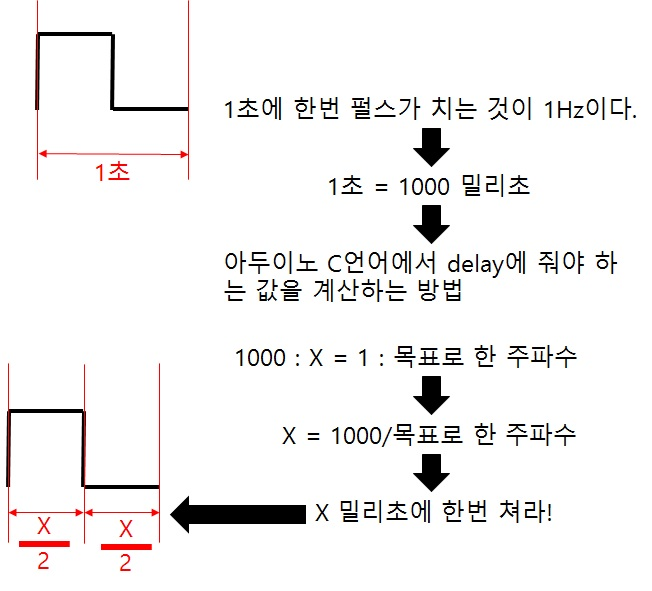 1초에 한번 펄스가 치는 것이 1Hz이다.
1초
1초 = 1000 밀리초
아두이노 C언어에서 delay에 줘야 하
는 값을 계산하는 방법
1000 : X = 1 : 목표로 한 주파수
X = 1000/목표로 한 주파수
X 밀리초에 한번 쳐라!
X
2
X
2